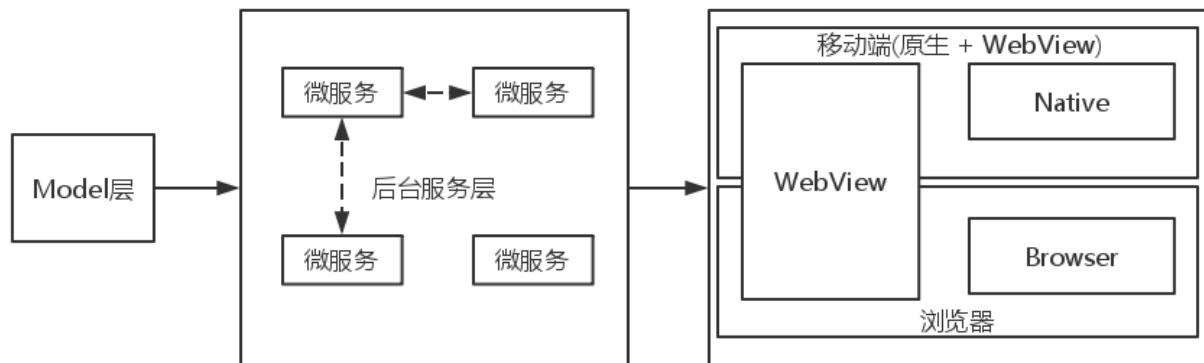 Model层
微服务
微服务
后台服务层
微服务
微服务
移动端(原生 + WebView)
Native
WebView
Browser
浏览器